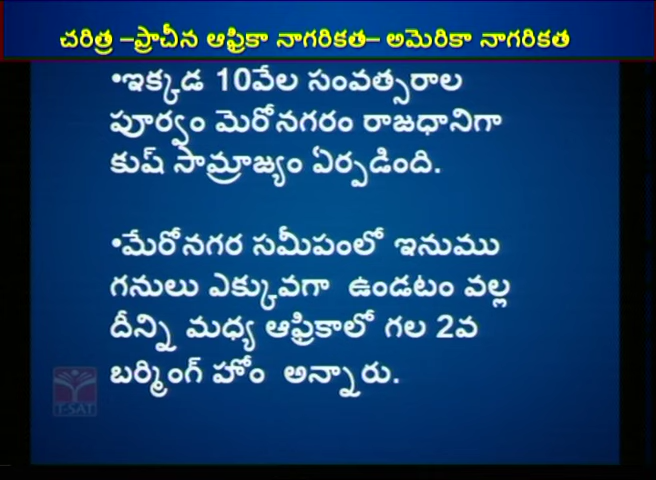 చరిత్ర –ప్రాచీన ఆఫ్రికా నాగరికత– అమెరికా నాగరికత
•ఇక్కడ 10వేల సంవత్సరాల
పూర్వం మెరోనగరం రాజధానిగా
కుష్ సామ్రాజ్యం ఏర్పడింది.
•మేరోనగర సమీపంలో ఇనుము
గనులు ఎక్కువగా ఉండటం వల్ల
దీన్ని మధ్య ఆఫ్రికాలో గల 2వ
బర్మింగ్ హోం అన్నారు.
T-SAT